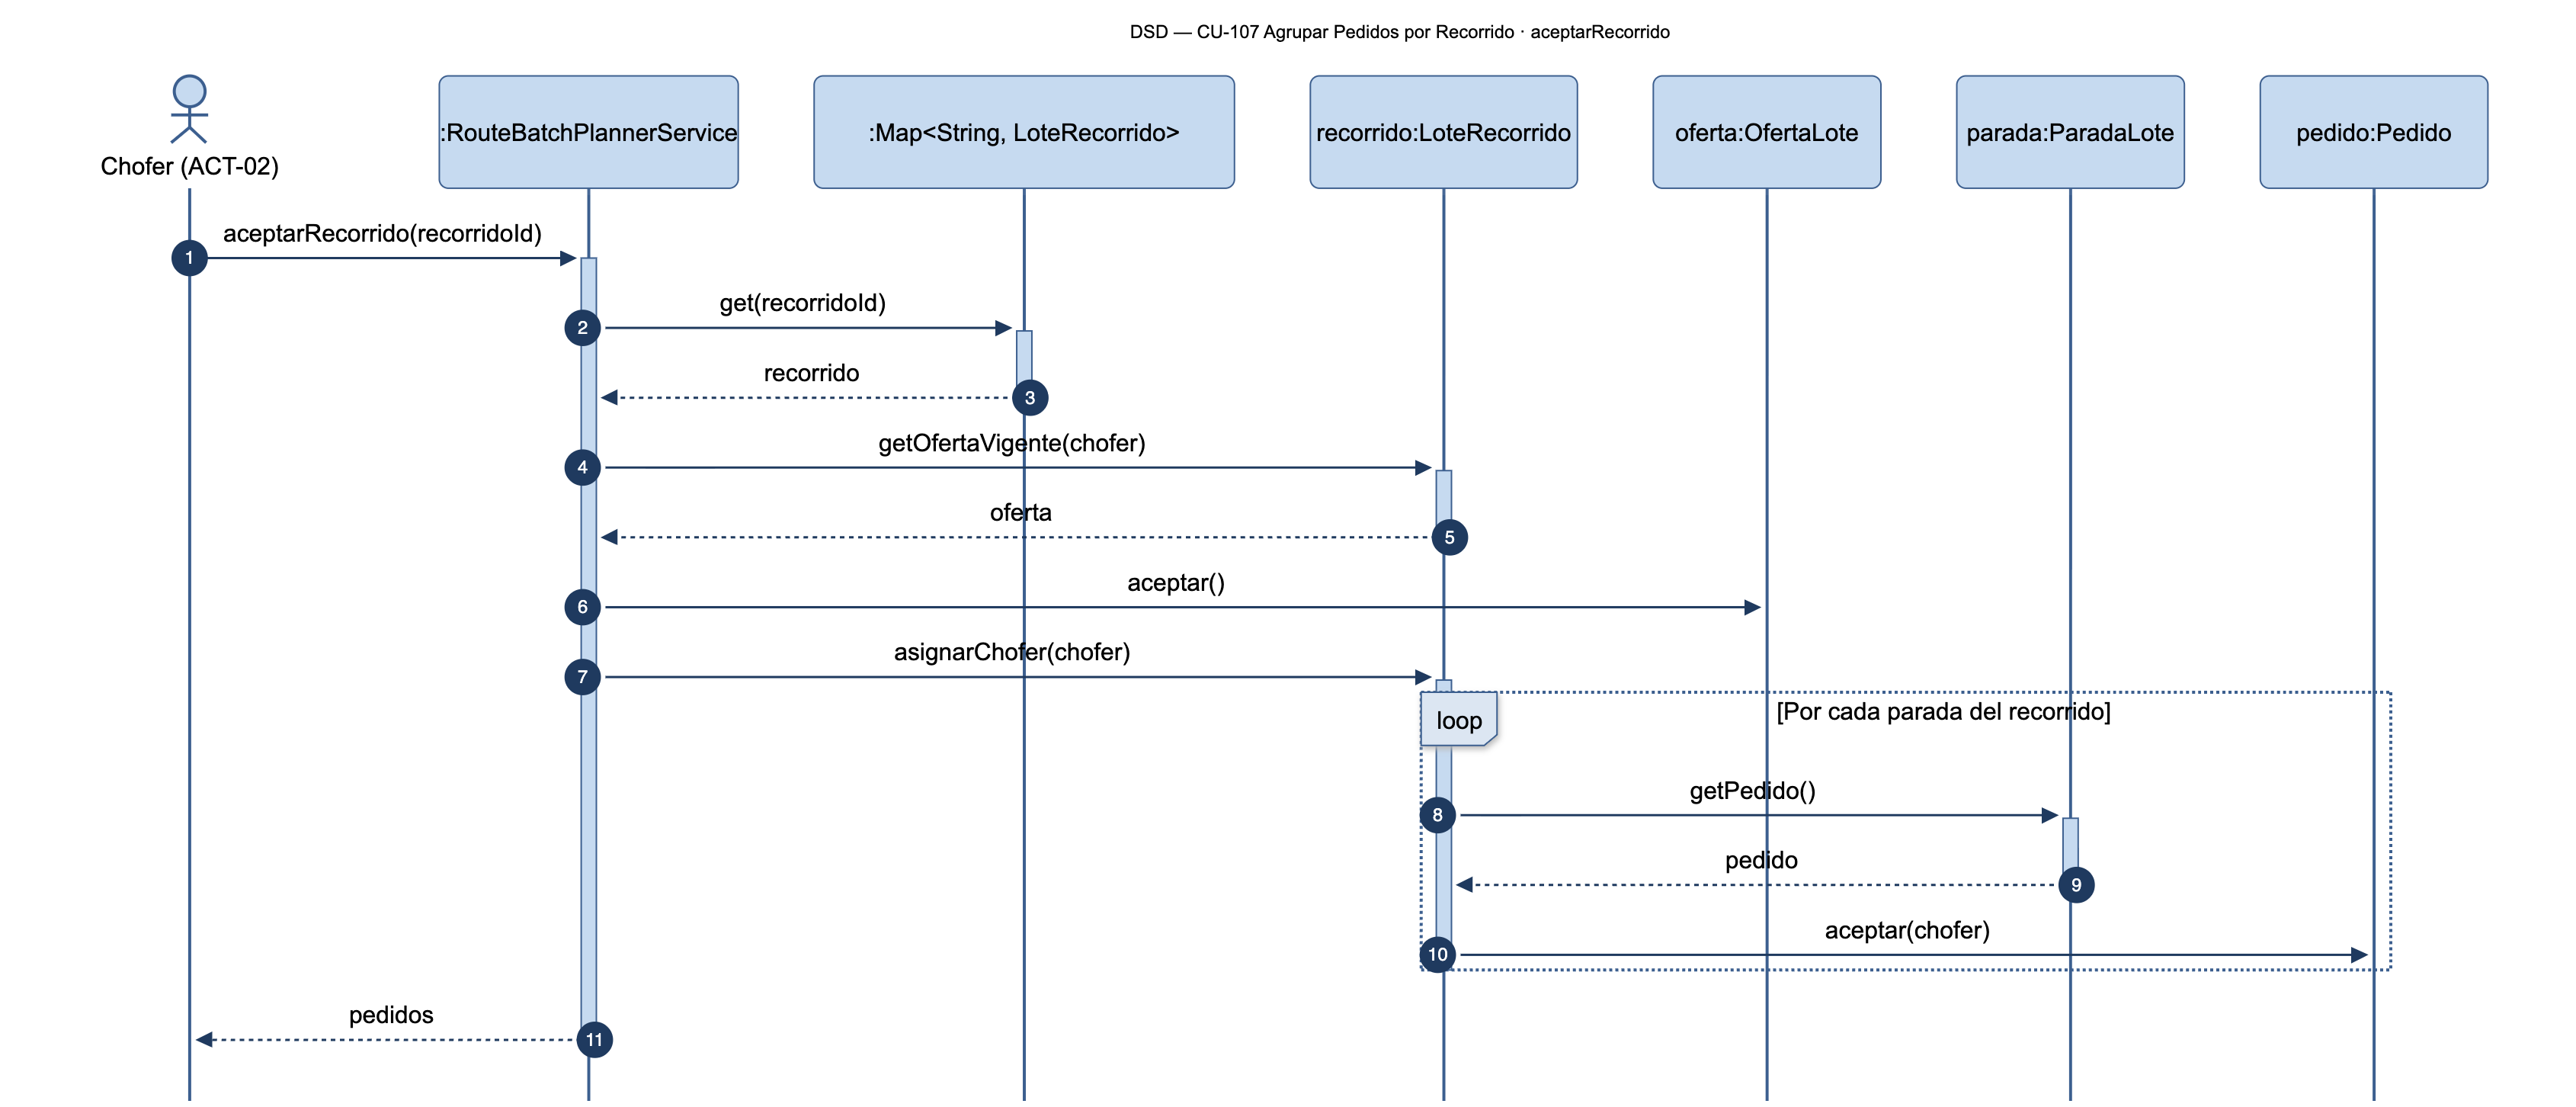 DSD — CU-107 Agrupar Pedidos por Recorrido · aceptarRecorrido
Chofer (ACT-02)
:RouteBatchPlannerService
:Map<String, LoteRecorrido>
recorrido:LoteRecorrido
oferta:OfertaLote
parada:ParadaLote
pedido:Pedido
aceptarRecorrido(recorridoId)
1
get(recorridoId)
2
recorrido
3
getOfertaVigente(chofer)
4
oferta
5
aceptar()
6
asignarChofer(chofer)
7
loop
[Por cada parada del recorrido]
getPedido()
8
pedido
9
aceptar(chofer)
10
pedidos
11